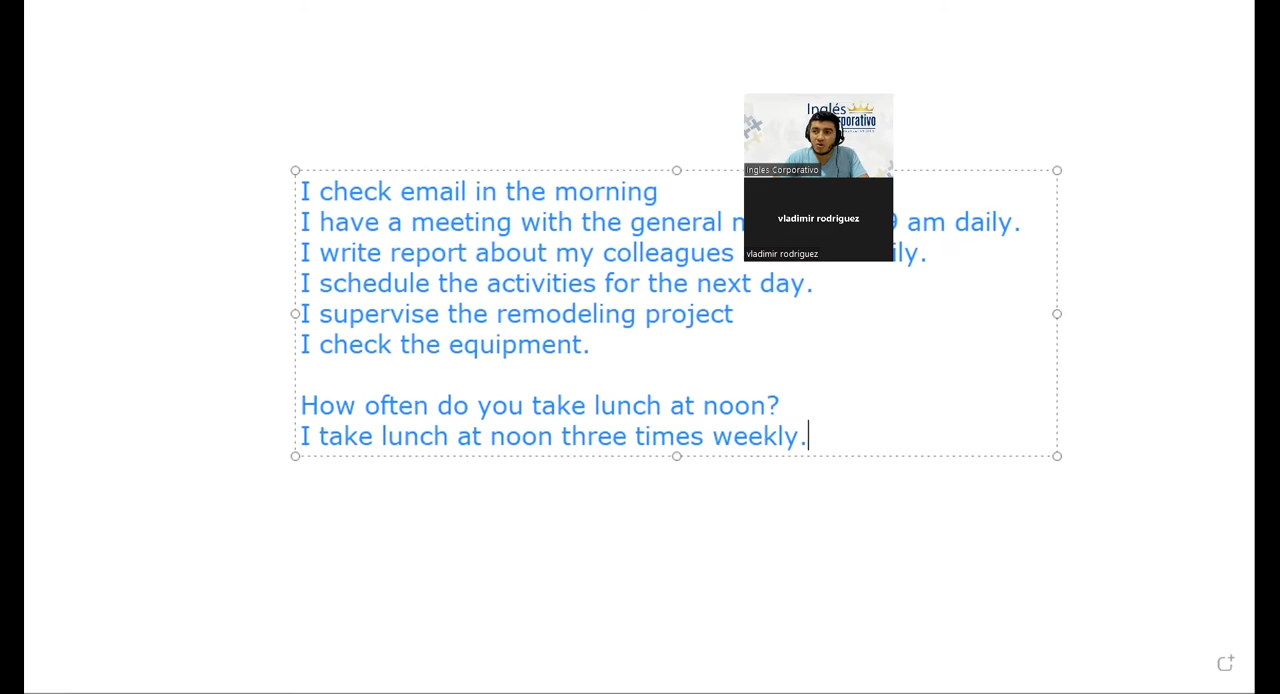 Inglés
Corporativo
Ingles Corporativo
vladimir rodriguez
vladimir rodriguez
I check email in the morning
I have a meeting with the general 9 am daily.
I write report about my colleagues
I schedule the activities for the next day.
I supervise the remodeling project
I check the equipment.
How often do you take lunch at noon?
I take lunch at noon three times weekly.